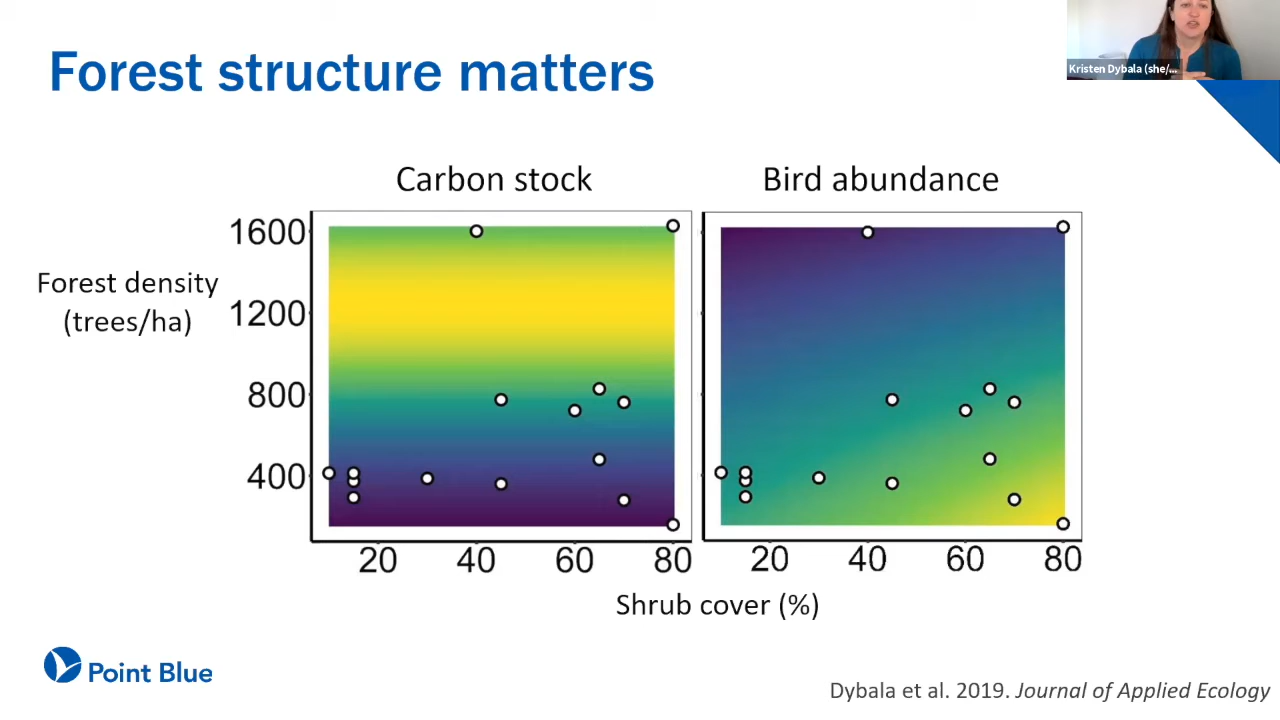 Forest structure matters
Kristen Dybala (she/...
Carbon stock
Bird abundance
Forest density
(trees/ha)
1600
1200
800
400
20 40 60 80
20 40 60 80
Shrub cover (%)
Point Blue
Dybala et al. 2019. Journal of Applied Ecology